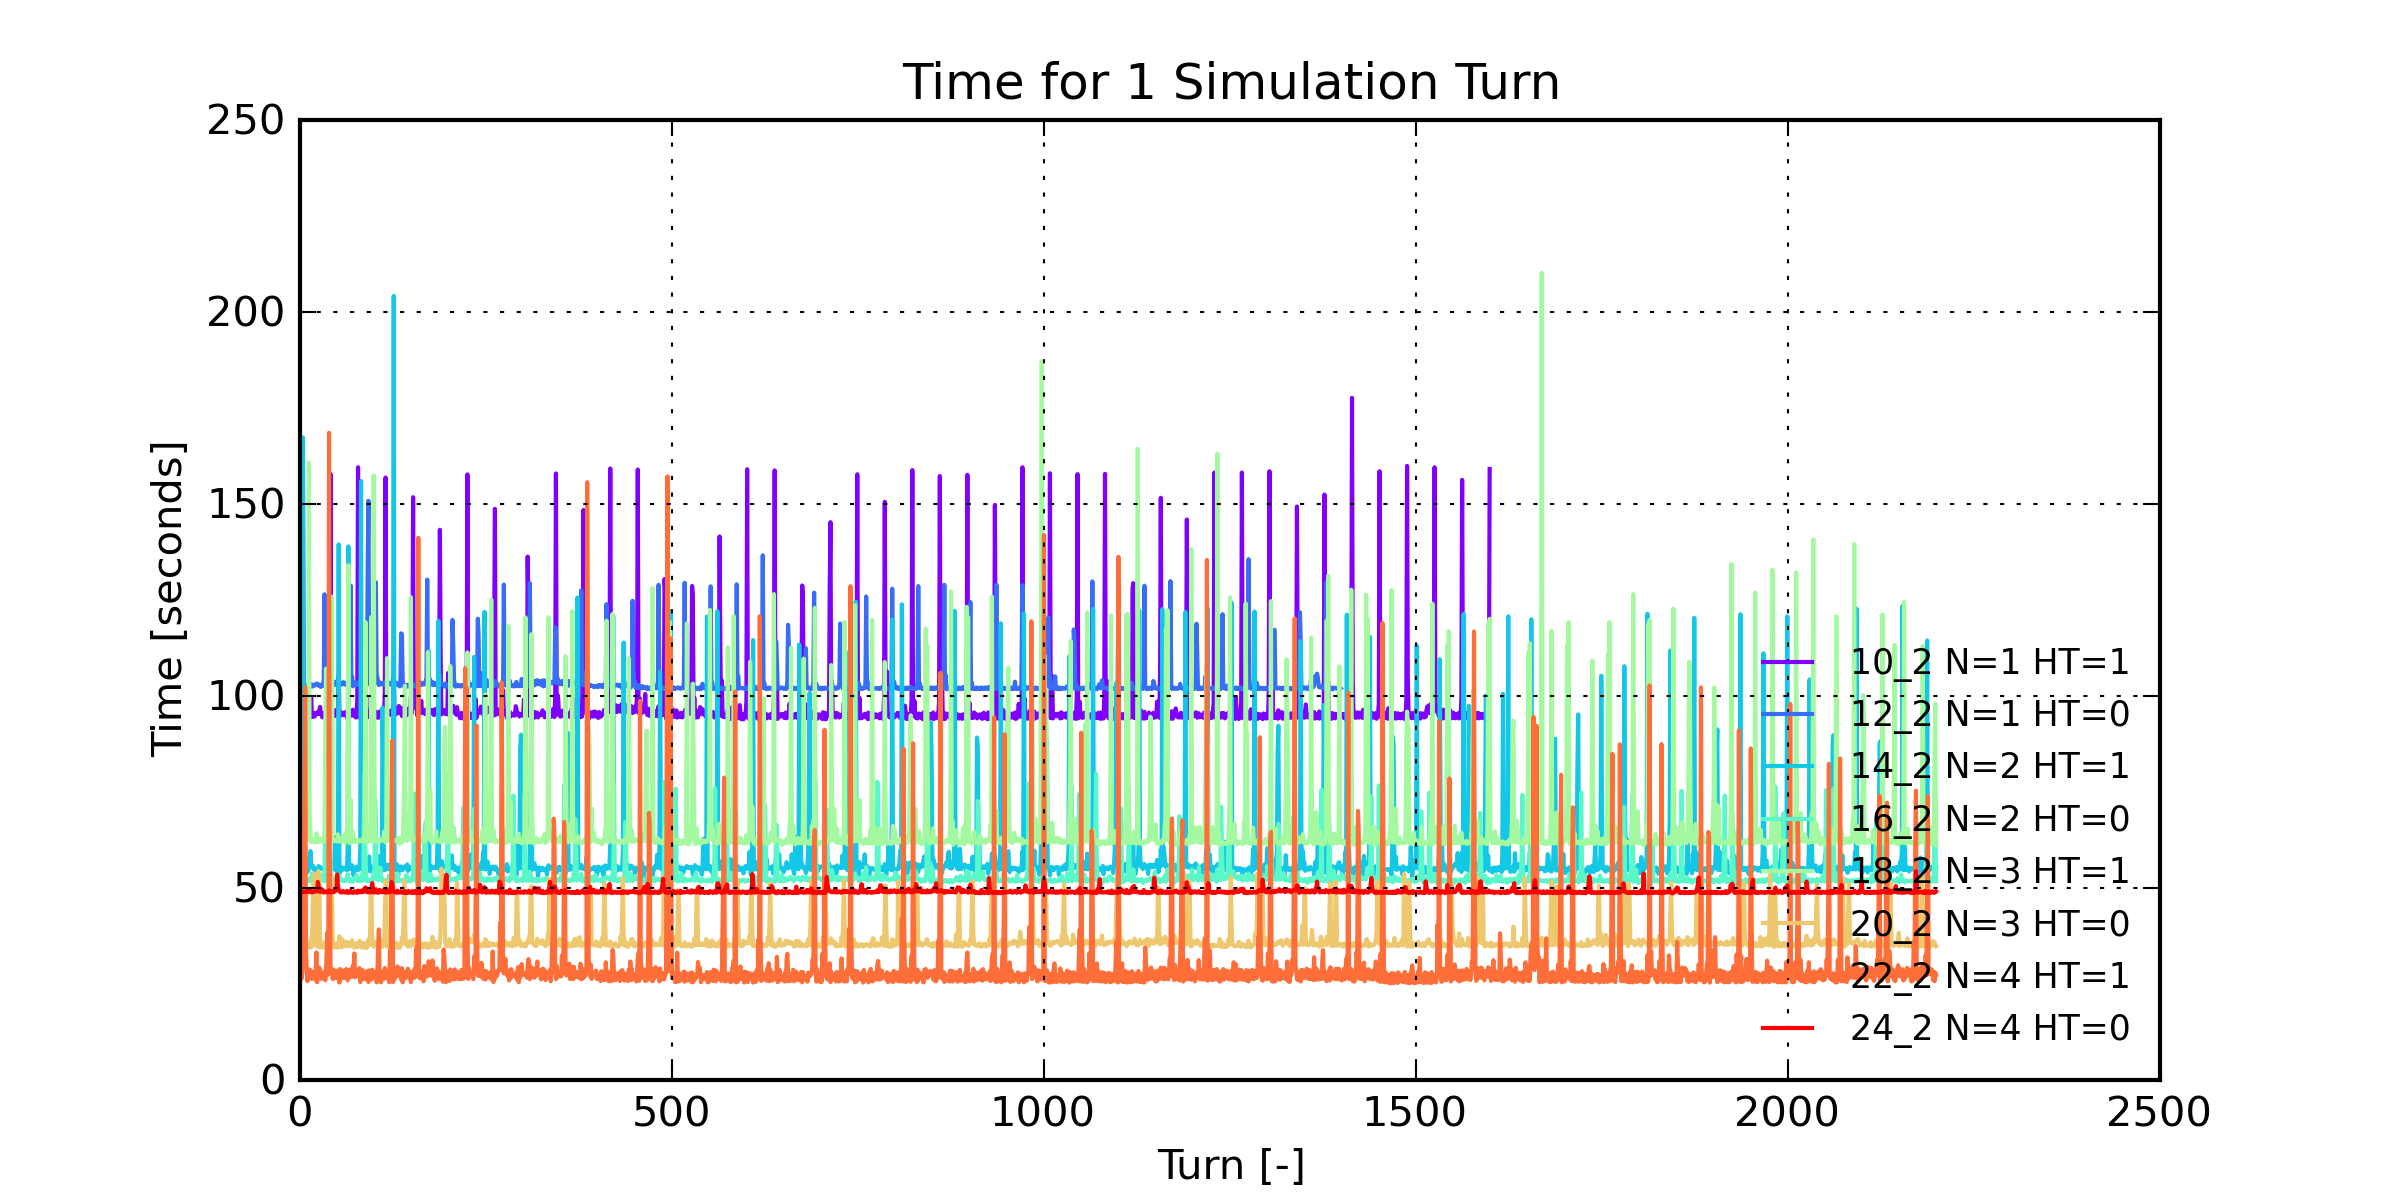 Time for 1 Simulation Turn
250
200
150
100
50
0
Time [seconds]
10_2 N=1 HT=1
12_2 N=1 HT=0
14_2 N=2 HT=1
16_2 N=2 HT=0
18_2 N=3 HT=1
20_2 N=3 HT=0
22_2 N=4 HT=1
24_2 N=4 HT=0
0 500 1000 1500 2000 2500
Turn [-]